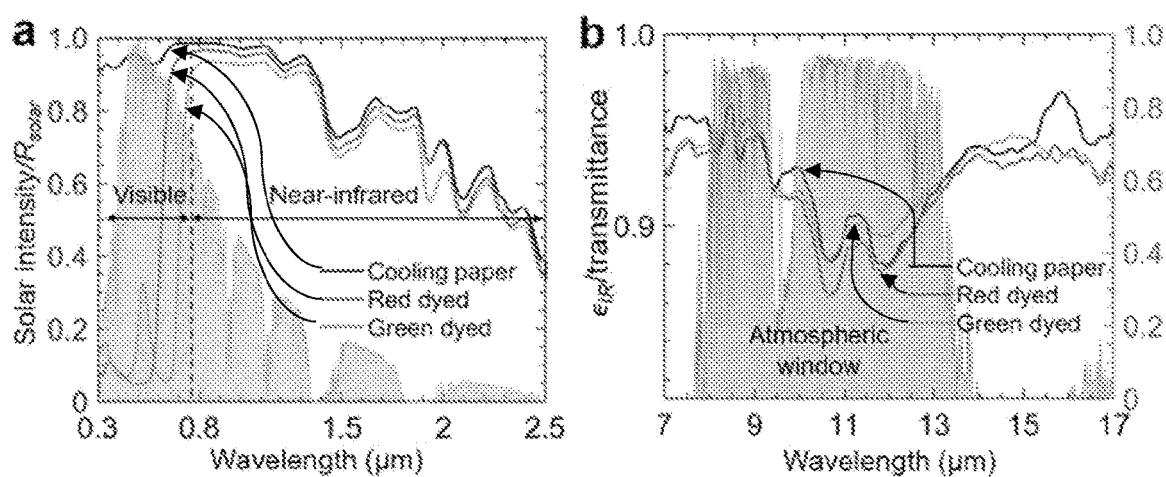 a
Solar intensity/R_solar
1.0
0.8
0.6
0.4
0.2
0
Visible
Near-infrared
Cooling paper
Red dyed
Green dyed
0.3 0.8 1.5 2 2.5
Wavelength (µm)
b
ϵIR/transmittance
1.0
0.9
1.0
0.8
0.6
0.4
0.2
0
Cooling paper
Red dyed
Green dyed
Atmospheric
window
7 9 11 13 15 17
Wavelength (µm)